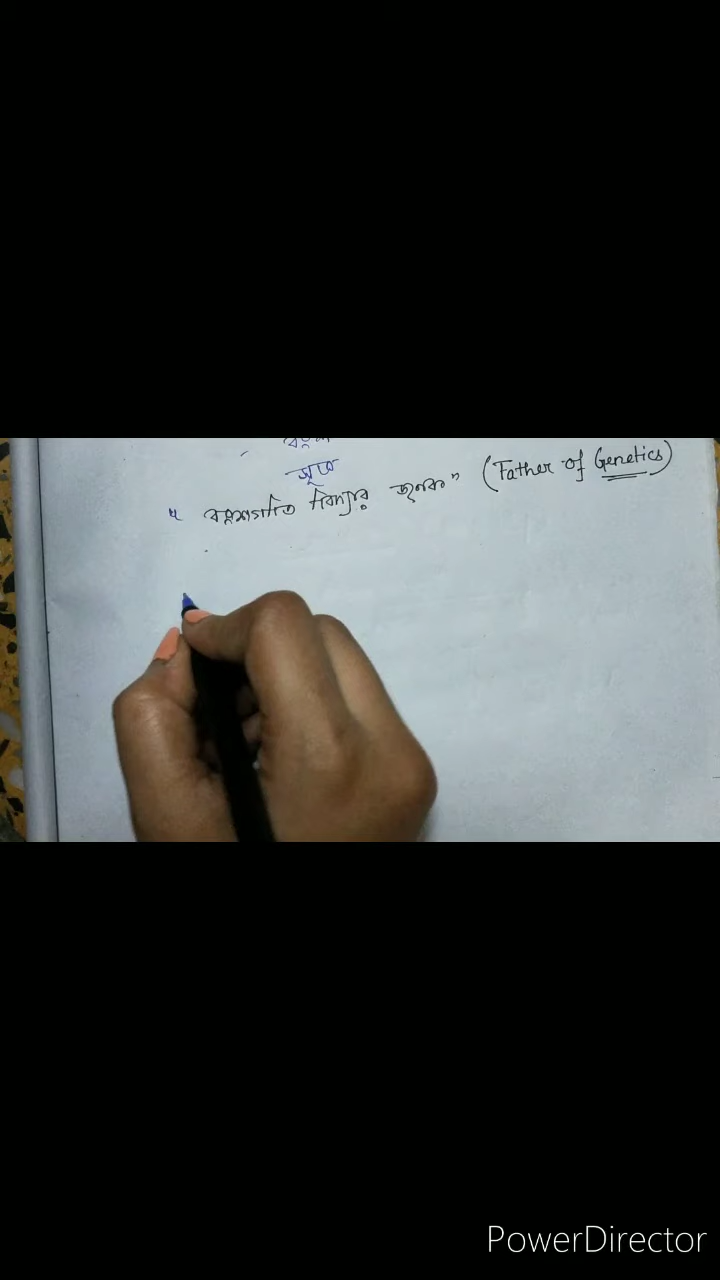 সূত্র
" বংশগতি বিদ্যার জনক" (Father of Genetics)
PowerDirector